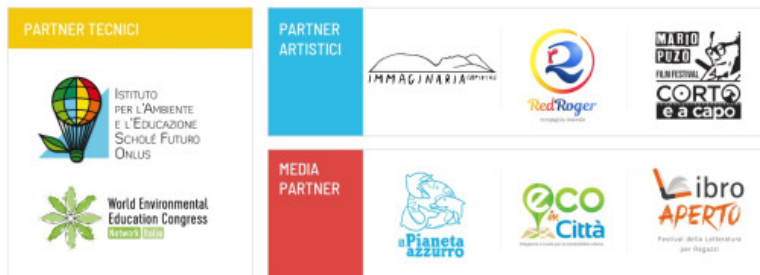 PARTNER TECNICI
ISTITUTO
PER L'AMBIENTE
E L'EDUCAZIONE
SCHOLÉ FUTURO
ONLUS
World Environmental
Education Congress
Network Italia
PARTNER
ARTISTICI
IMMAGINARIA
RedRoger
MARIO
PUZO
FILM FESTIVAL
CORTO
e a capo
MEDIA
PARTNER
il Pianeta
azzurro
eco
in
Città
Libro
APERTO
Festival della Letteratura
per Ragazzi